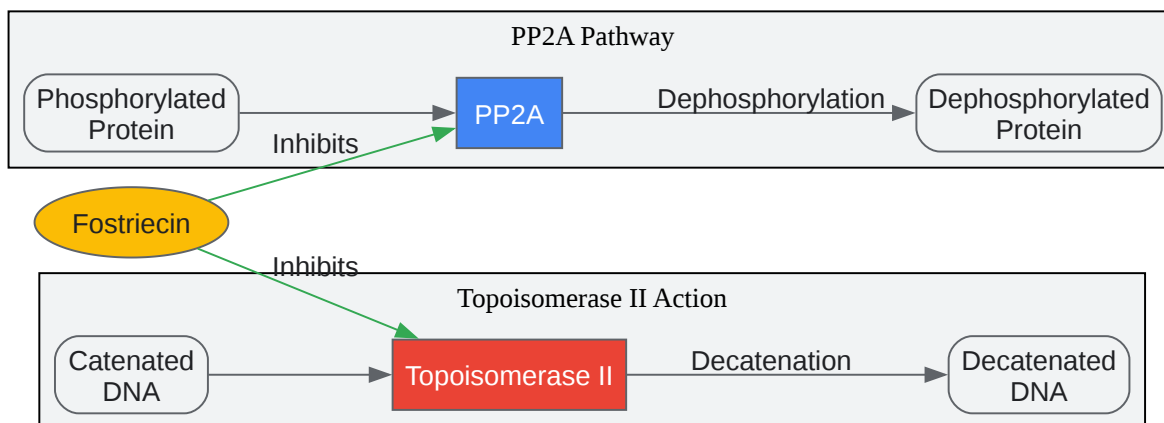 PP2A Pathway
Phosphorylated
Protein
PP2A
Dephosphorylation
Dephosphorylated
Protein
Inhibits
Fostriecin
Inhibits
Topoisomerase II Action
Catenated
DNA
Topoisomerase II
Decatenation
Decatenated
DNA